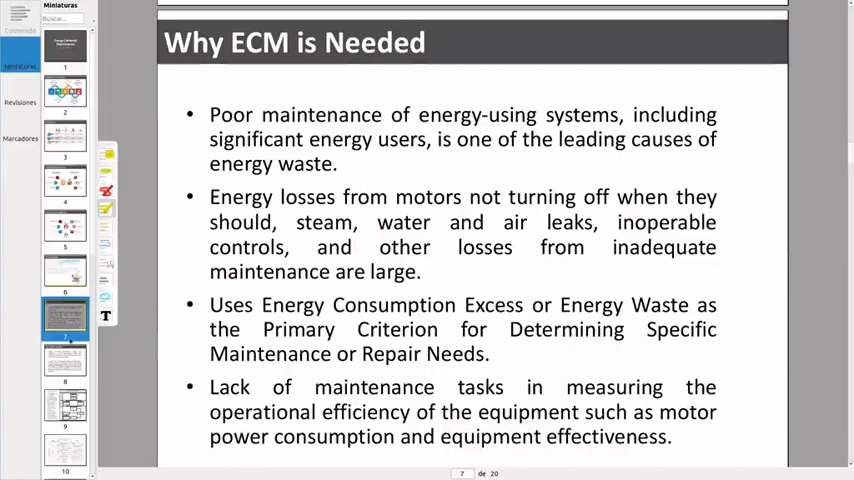 Miniaturas
Buscar...
Contenido
Miniaturas
Revisiones
Marcadores
1
2
3
4
5
6
7
8
9
10
T
Why ECM is Needed
• Poor maintenance of energy-using systems, including
significant energy users, is one of the leading causes of
energy waste.
• Energy losses from motors not turning off when they
should, steam, water and air leaks, inoperable
controls, and other losses from inadequate
maintenance are large.
• Uses Energy Consumption Excess or Energy Waste as
the Primary Criterion for Determining Specific
Maintenance or Repair Needs.
• Lack of maintenance tasks in measuring the
operational efficiency of the equipment such as motor
power consumption and equipment effectiveness.
7 de 20